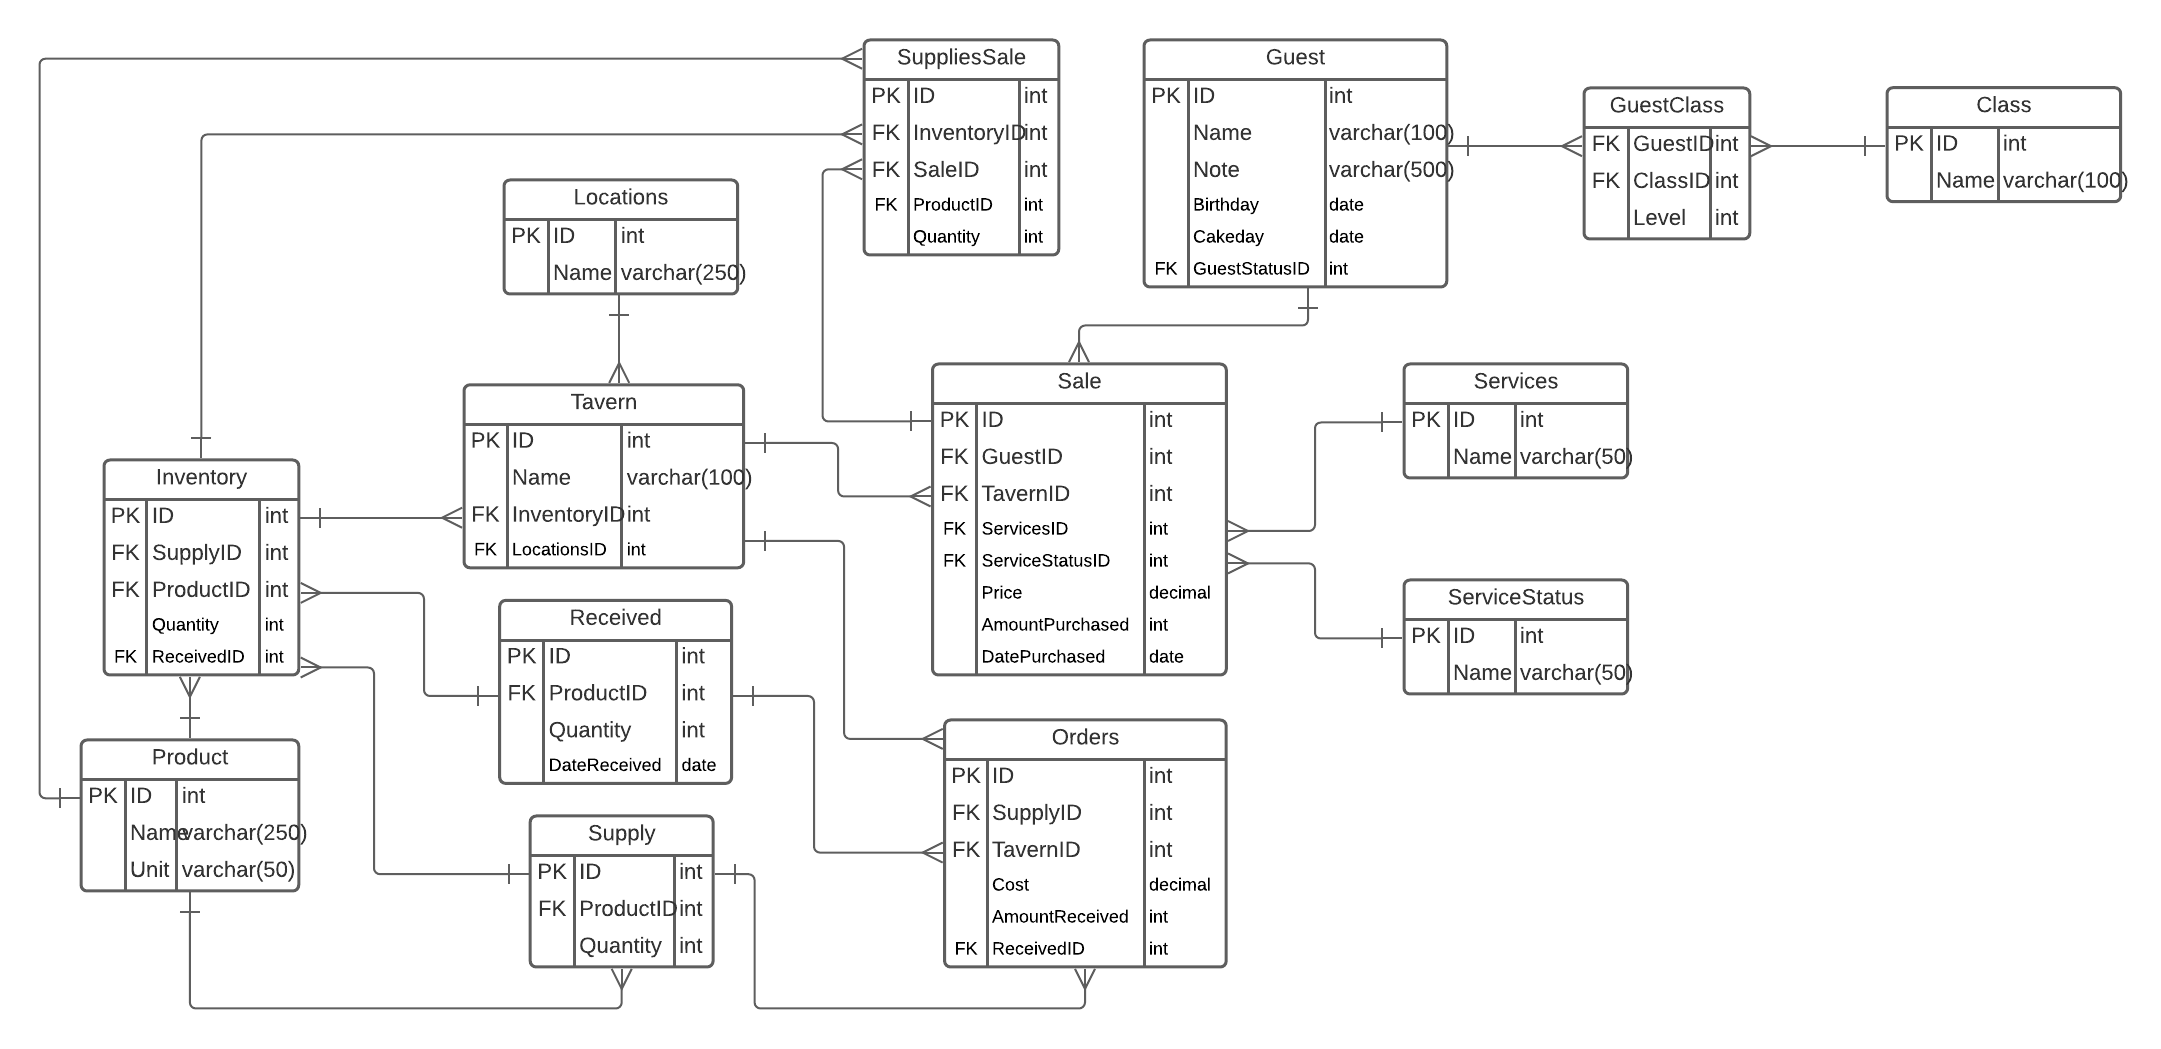 SuppliesSale
PK ID int
FK InventoryID int
FK SaleID int
FK ProductID int
Quantity int
Guest
PK ID int
Name varchar(100)
Note varchar(500)
Birthday date
Cakeday date
FK GuestStatusID int
GuestClass
FK GuestID int
FK ClassID int
Level int
Class
PK ID int
Name varchar(100)
Locations
PK ID int
Name varchar(250)
Tavern
PK ID int
Name varchar(100)
FK InventoryID int
FK LocationsID int
Sale
PK ID int
FK GuestID int
FK TavernID int
FK ServicesID int
FK ServiceStatusID int
Price decimal
AmountPurchased int
DatePurchased date
Services
PK ID int
Name varchar(50)
ServiceStatus
PK ID int
Name varchar(50)
Inventory
PK ID int
FK SupplyID int
FK ProductID int
Quantity int
FK ReceivedID int
Received
PK ID int
FK ProductID int
Quantity int
DateReceived date
Product
PK ID int
Name varchar(250)
Unit varchar(50)
Supply
PK ID int
FK ProductID int
Quantity int
Orders
PK ID int
FK SupplyID int
FK TavernID int
Cost decimal
AmountReceived int
FK ReceivedID int